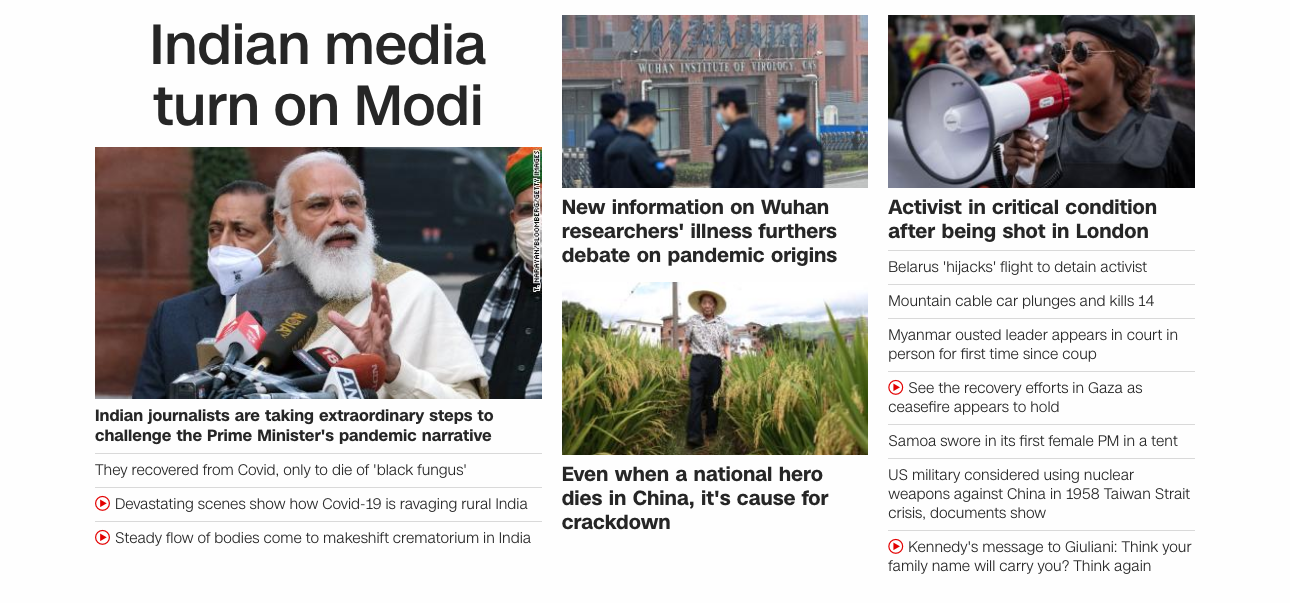 Indian media
turn on Modi
T. NARAYAN/BLOOMBERG/GETTY IMAGES
ASIA
18
ANI
Indian journalists are taking extraordinary steps to
challenge the Prime Minister's pandemic narrative
They recovered from Covid, only to die of 'black fungus'
Devastating scenes show how Covid-19 is ravaging rural India
Steady flow of bodies come to makeshift crematorium in India
WUHAN INSTITUTE OF VIROLOGY, CAS
New information on Wuhan
researchers' illness furthers
debate on pandemic origins
Even when a national hero
dies in China, it's cause for
crackdown
Activist in critical condition
after being shot in London
Belarus 'hijacks' flight to detain activist
Mountain cable car plunges and kills 14
Myanmar ousted leader appears in court in
person for first time since coup
See the recovery efforts in Gaza as
ceasefire appears to hold
Samoa swore in its first female PM in a tent
US military considered using nuclear
weapons against China in 1958 Taiwan Strait
crisis, documents show
Kennedy's message to Giuliani: Think your
family name will carry you? Think again